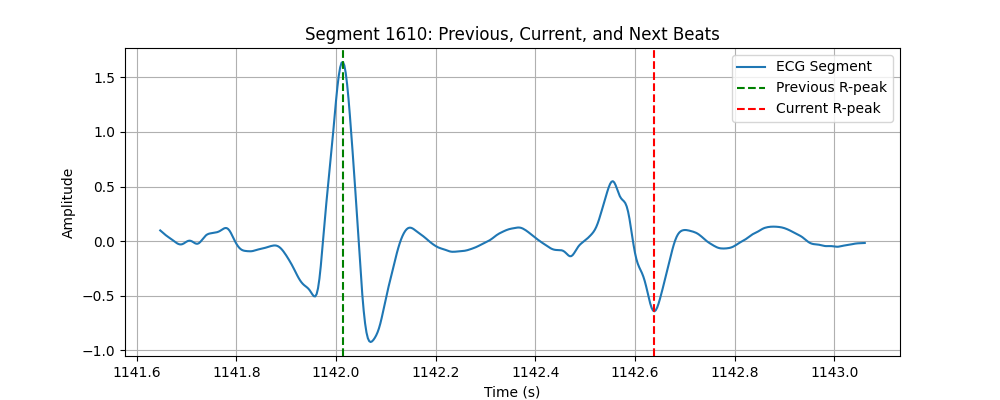 Segment 1610: Previous, Current, and Next Beats
ECG Segment
Previous R-peak
Current R-peak
Amplitude
1.5
1.0
0.5
0.0
−0.5
−1.0
1141.6 1141.8 1142.0 1142.2 1142.4 1142.6 1142.8 1143.0
Time (s)